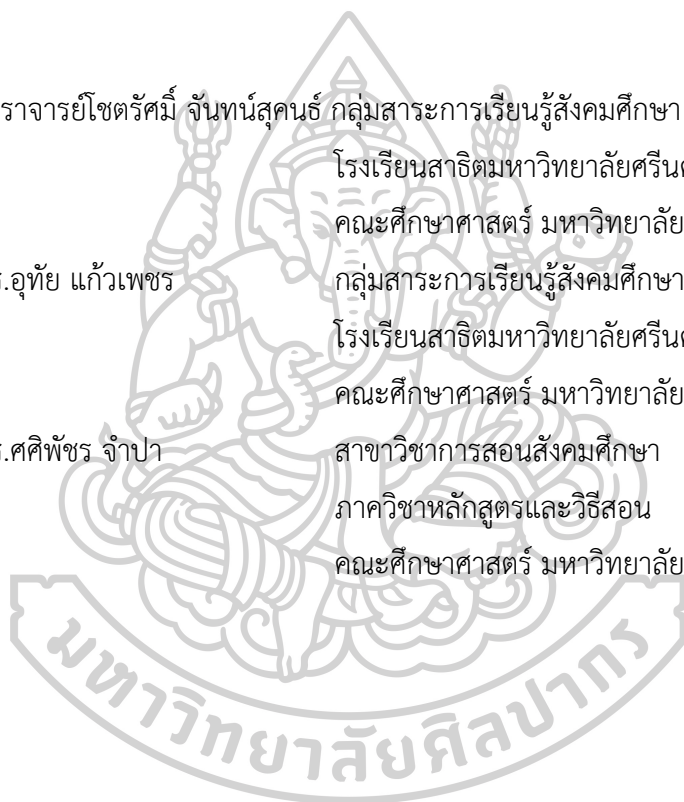 ราจารย์โชตรัศมิ์ จันทน์สุคนธ์ กลุ่มสาระการเรียนรู้สังคมศึกษา
โรงเรียนสาธิตมหาวิทยาลัยศรีน
คณะศึกษาศาสตร์ มหาวิทยาลัย
.อุทัย แก้วเพชร กลุ่มสาระการเรียนรู้สังคมศึกษา
โรงเรียนสาธิตมหาวิทยาลัยศรีน
คณะศึกษาศาสตร์ มหาวิทยาลัย
.ศศิพัชร จำปา สาขาวิชาการสอนสังคมศึกษา
ภาควิชาหลักสูตรและวิธีสอน
คณะศึกษาศาสตร์ มหาวิทยาลัย
มหาวิทยาลัยศิลปากร